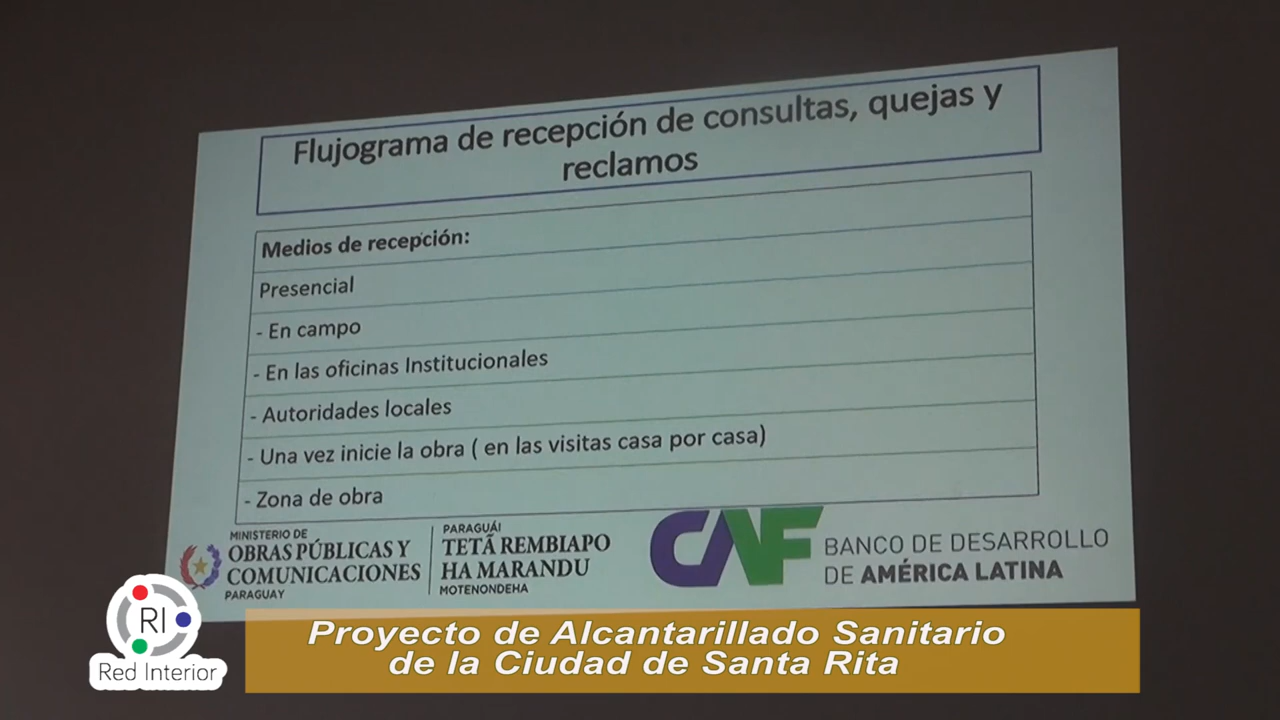 Flujograma de recepción de consultas, quejas y
reclamos
Medios de recepción:
Presencial
- En campo
- En las oficinas Institucionales
- Autoridades locales
- Una vez inicie la obra ( en las visitas casa por casa)
- Zona de obra
MINISTERIO DE
OBRAS PÚBLICAS Y
COMUNICACIONES
PARAGUAY
PARAGUÁI
TETÃ REMBIAPO
HA MARANDU
MOTENONDEHA
CAF
BANCO DE DESARROLLO
DE AMÉRICA LATINA
RI
Red Interior
Proyecto de Alcantarillado Sanitario
de la Ciudad de Santa Rita